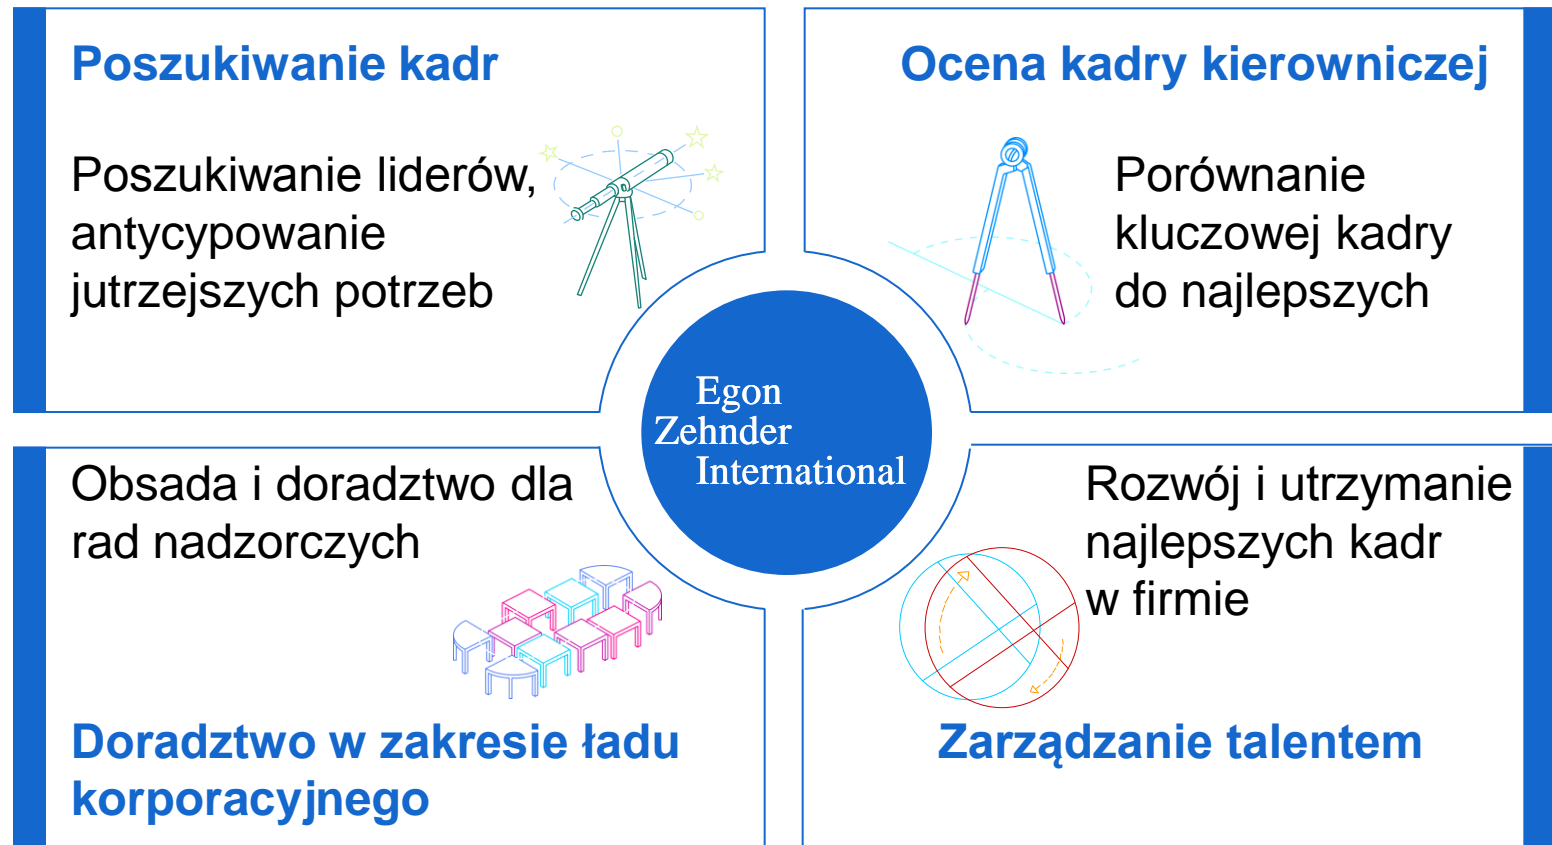 Poszukiwanie kadr
Poszukiwanie liderów,
antycypowanie
jutrzejszych potrzeb
Ocena kadry kierowniczej
Porównanie
kluczowej kadry
do najlepszych
Egon
Zehnder
International
Obsada i doradztwo dla
rad nadzorczych
Doradztwo w zakresie ładu
korporacyjnego
Rozwój i utrzymanie
najlepszych kadr
w firmie
Zarządzanie talentem